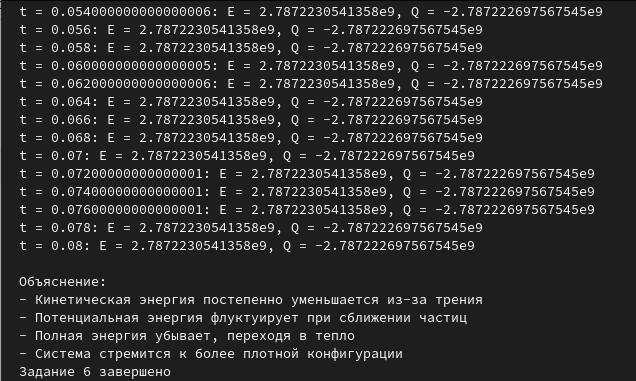 t = 0.054000000000000006: E = 2.7872230541358e9, Q = -2.787222697567545e9
t = 0.056: E = 2.7872230541358e9, Q = -2.787222697567545e9
t = 0.058: E = 2.7872230541358e9, Q = -2.787222697567545e9
t = 0.060000000000000005: E = 2.7872230541358e9, Q = -2.787222697567545e9
t = 0.062000000000000006: E = 2.7872230541358e9, Q = -2.787222697567545e9
t = 0.064: E = 2.7872230541358e9, Q = -2.787222697567545e9
t = 0.066: E = 2.7872230541358e9, Q = -2.787222697567545e9
t = 0.068: E = 2.7872230541358e9, Q = -2.787222697567545e9
t = 0.07: E = 2.7872230541358e9, Q = -2.787222697567545e9
t = 0.07200000000000001: E = 2.7872230541358e9, Q = -2.787222697567545e9
t = 0.07400000000000001: E = 2.7872230541358e9, Q = -2.787222697567545e9
t = 0.07600000000000001: E = 2.7872230541358e9, Q = -2.787222697567545e9
t = 0.078: E = 2.7872230541358e9, Q = -2.787222697567545e9
t = 0.08: E = 2.7872230541358e9, Q = -2.787222697567545e9
Объяснение:
- Кинетическая энергия постепенно уменьшается из-за трения
- Потенциальная энергия флуктуирует при сближении частиц
- Полная энергия убывает, переходя в тепло
- Система стремится к более плотной конфигурации
Задание 6 завершено